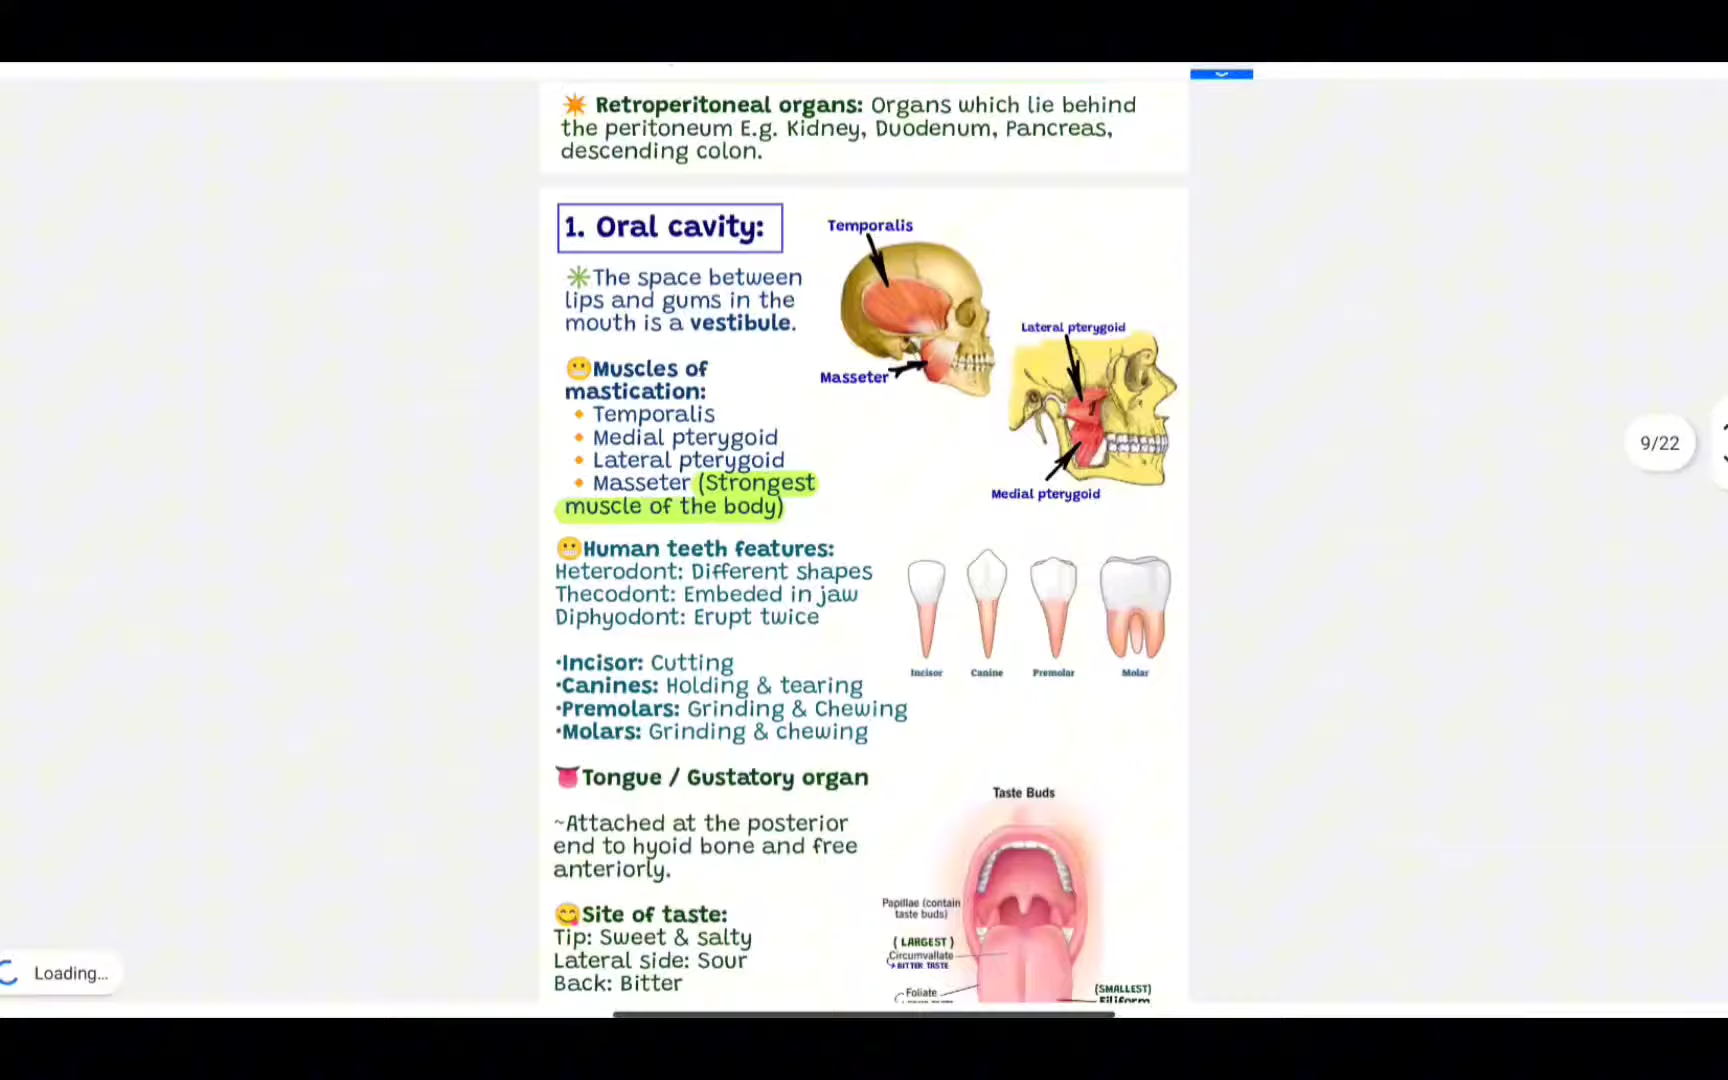 Retroperitoneal organs: Organs which lie behind
the peritoneum E.g. Kidney, Duodenum, Pancreas,
descending colon.
1. Oral cavity:
The space between
lips and gums in the
mouth is a vestibule.
Muscles of
mastication:
Temporalis
Medial pterygoid
Lateral pterygoid
Masseter (Strongest
muscle of the body)
Temporalis
Masseter
Lateral pterygoid
Medial pterygoid
9/22
Human teeth features:
Heterodont: Different shapes
Thecodont: Embeded in jaw
Diphyodont: Erupt twice
Incisor Canine Premolar Molar
•Incisor: Cutting
•Canines: Holding & tearing
•Premolars: Grinding & Chewing
•Molars: Grinding & chewing
Tongue / Gustatory organ
~Attached at the posterior
end to hyoid bone and free
anteriorly.
Site of taste:
Tip: Sweet & salty
Lateral side: Sour
Back: Bitter
Taste Buds
Papillae (contain
taste buds)
( LARGEST )
Circumvallate
BITTER TASTE
Foliate
(SMALLEST)
Filiform
Loading...